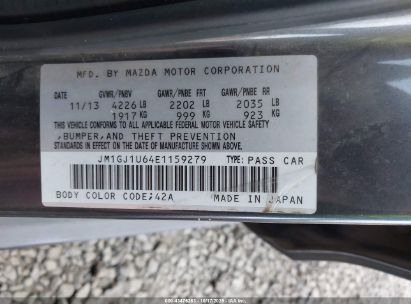 MFD. BY MAZDA MOTOR CORPORATION
DATE GVWR/PNBV GAWR/PNBE FRT GAWR/PNBE RR
11/13 4226 LB 2202 LB 2035 LB
1917 KG 999 KG 923 KG
THIS VEHICLE CONFORMS TO ALL APPLICABLE FEDERAL MOTOR VEHICLE SAFETY,
,BUMPER,AND THEFT PREVENTION
STANDARDS IN EFFECT ON THE DATE OF MANUFACTURE SHOWN ABOVE.
JM1GJ1U64E1159279 TYPE:PASS CAR
BODY COLOR CODE:42A MADE IN JAPAN